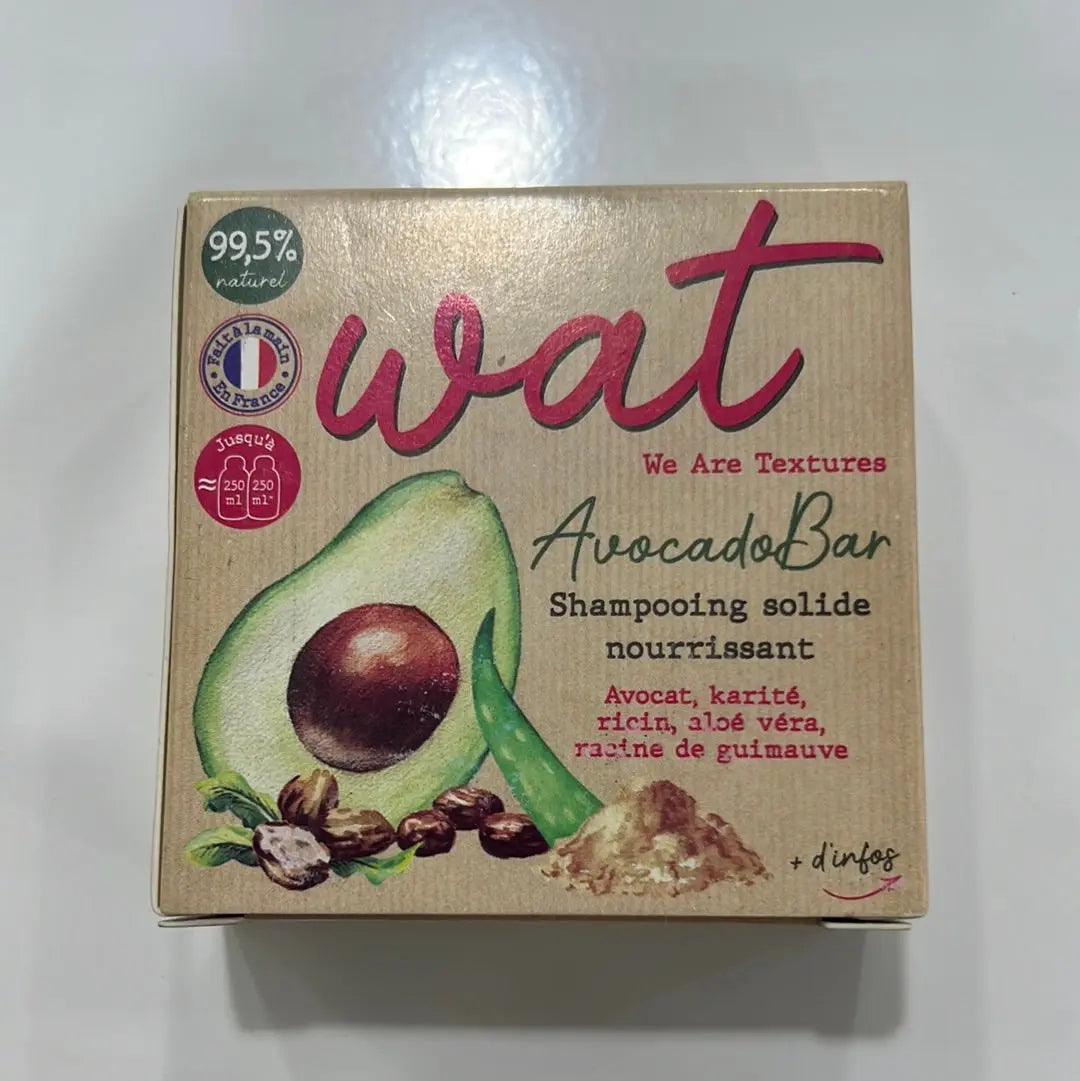 99,5%
naturel
Fait à la main
En France
Jusqu'à
≈ 250 ml 250 ml*
wat
We Are Textures
AvocadoBar
Shampooing solide
nourrissant
Avocat, karité,
ricin, aloé véra,
racine de guimauve
+ d'infos